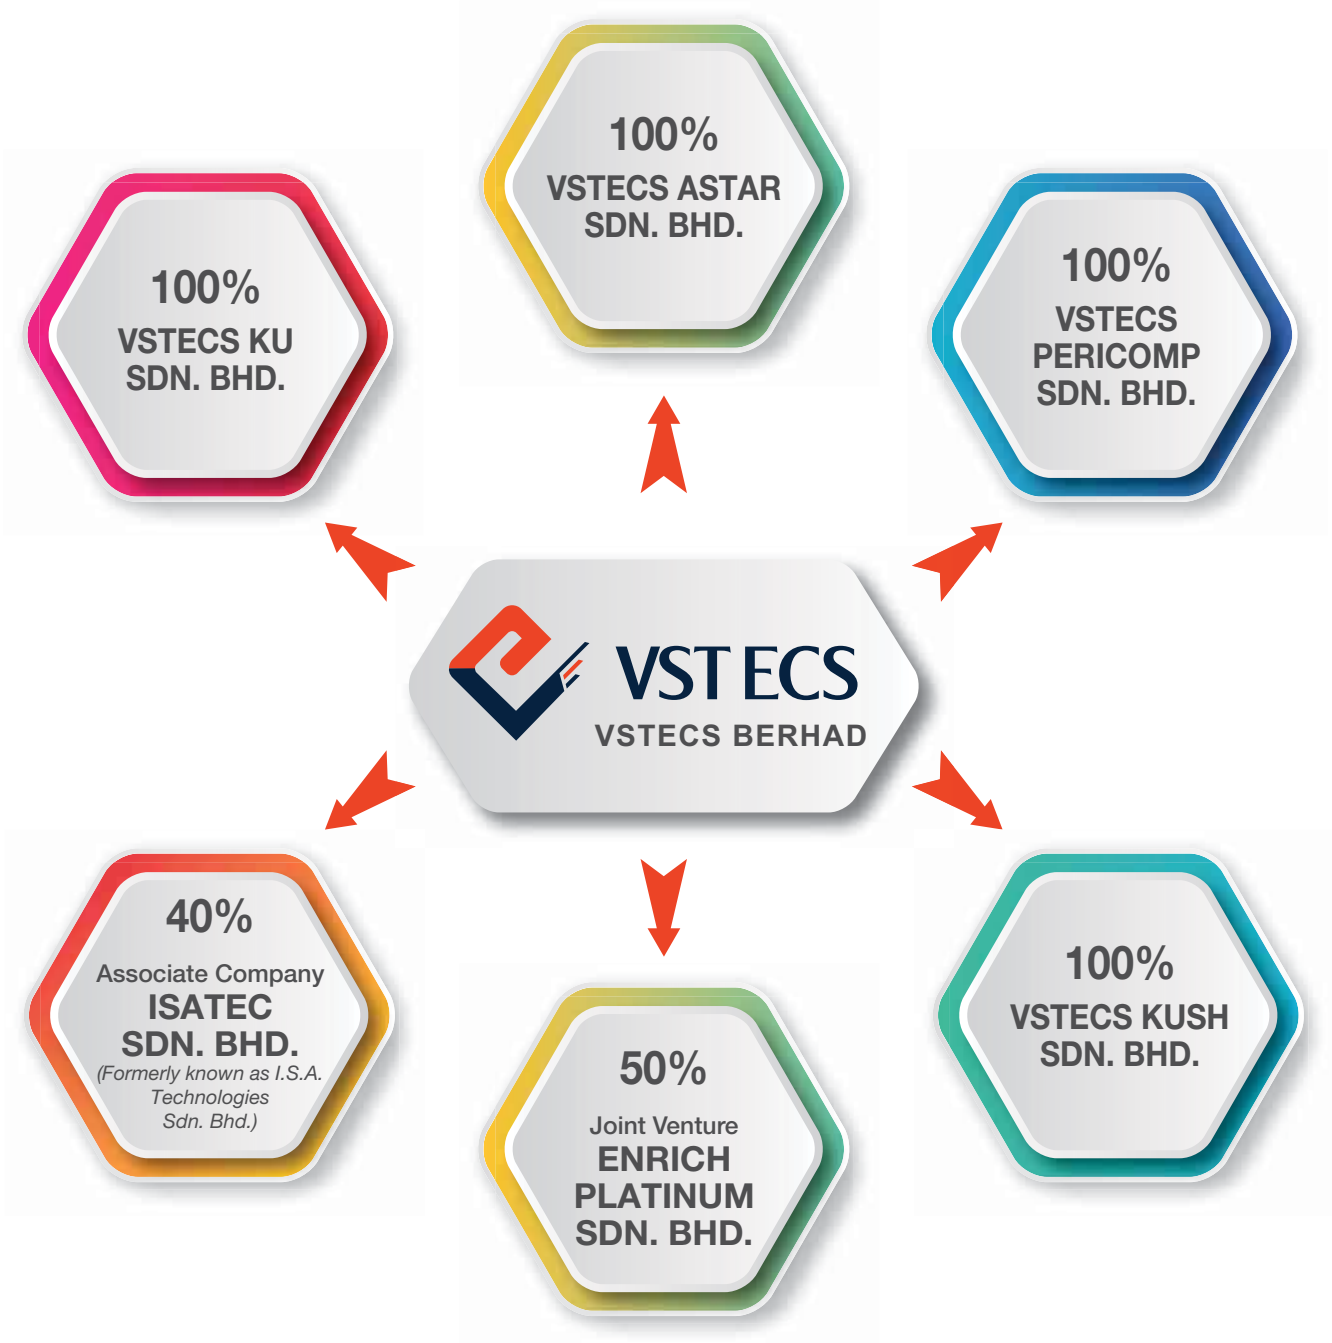 100%
VSTECS ASTAR
SDN. BHD.
100%
VSTECS KU
SDN. BHD.
100%
VSTECS
PERICOMP
SDN. BHD.
VSTECS
VSTECS BERHAD
40%
Associate Company
ISATEC
SDN. BHD.
(Formerly known as I.S.A.
Technologies
Sdn. Bhd.)
50%
Joint Venture
ENRICH
PLATINUM
SDN. BHD.
100%
VSTECS KUSH
SDN. BHD.